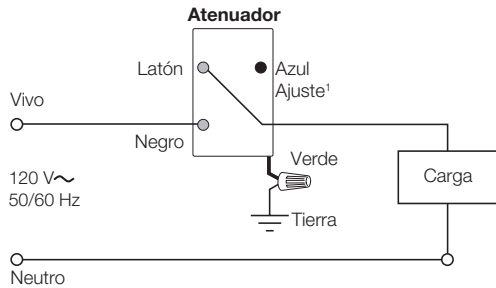 Atenuador
Latón
Azul
Ajuste¹
Vivo
Negro
Verde
120 V~
50/60 Hz
Carga
Tierra
Neutro